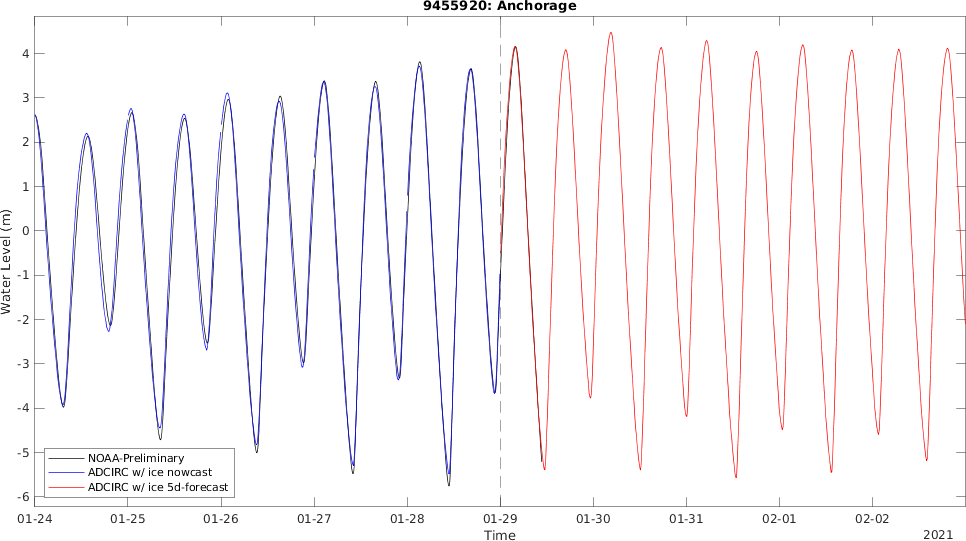 9455920: Anchorage
Water Level (m)
4
3
2
1
0
-1
-2
-3
-4
-5
-6
NOAA-Preliminary
ADCIRC w/ ice nowcast
ADCIRC w/ ice 5d-forecast
01-24 01-25 01-26 01-27 01-28 01-29 01-30 01-31 02-01 02-02
Time
2021